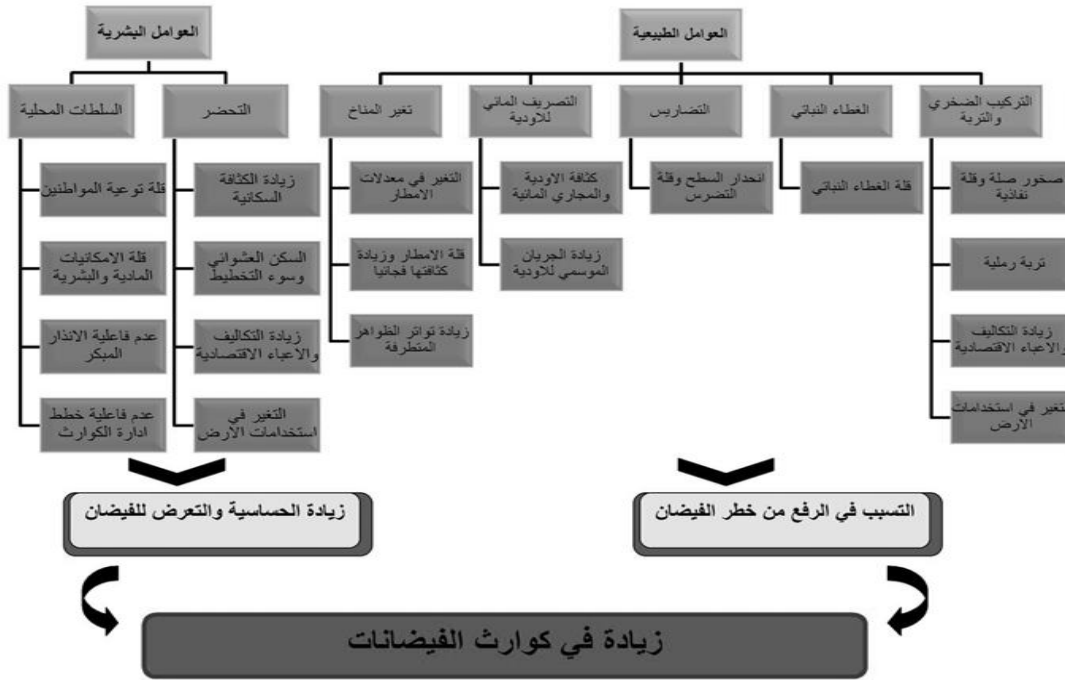 العوامل الطبيعية
العوامل البشرية
التركيب الضخري
والتربة
الغطاء النباتي
التضاريس
التصريف المائي
للاودية
تغير المناخ
التحضر
السلطات المحلية
صخور صلة وقلة
نفاذية
تربة رملية
زيادة التكاليف
والاعباء الاقتصادية
تغير في استخدامات
الارض
قلة الغطاء النباتي
انحدار السطح وقلة
التضرس
كثافة الاودية
والمجاري المائية
زيادة الجريان
الموسمي للاودية
التغير في معدلات
الامطار
قلة الامطار وزيادة
كثافتها فجائيا
زيادة تواتر الظواهر
المتطرفة
زيادة الكثافة
السكانية
السكن العشوائي
وسوء التخطيط
زيادة التكاليف
والاعباء الاقتصادية
التغير في
استخدامات الارض
قلة توعية المواطنين
قلة الامكانيات
المادية والبشرية
عدم فاعلية الانذار
المبكر
عدم فاعلية خطط
ادارة الكوارث
التسبب في الرفع من خطر الفيضان
زيادة الحساسية والتعرض للفيضان
زيادة في كوارث الفيضانات